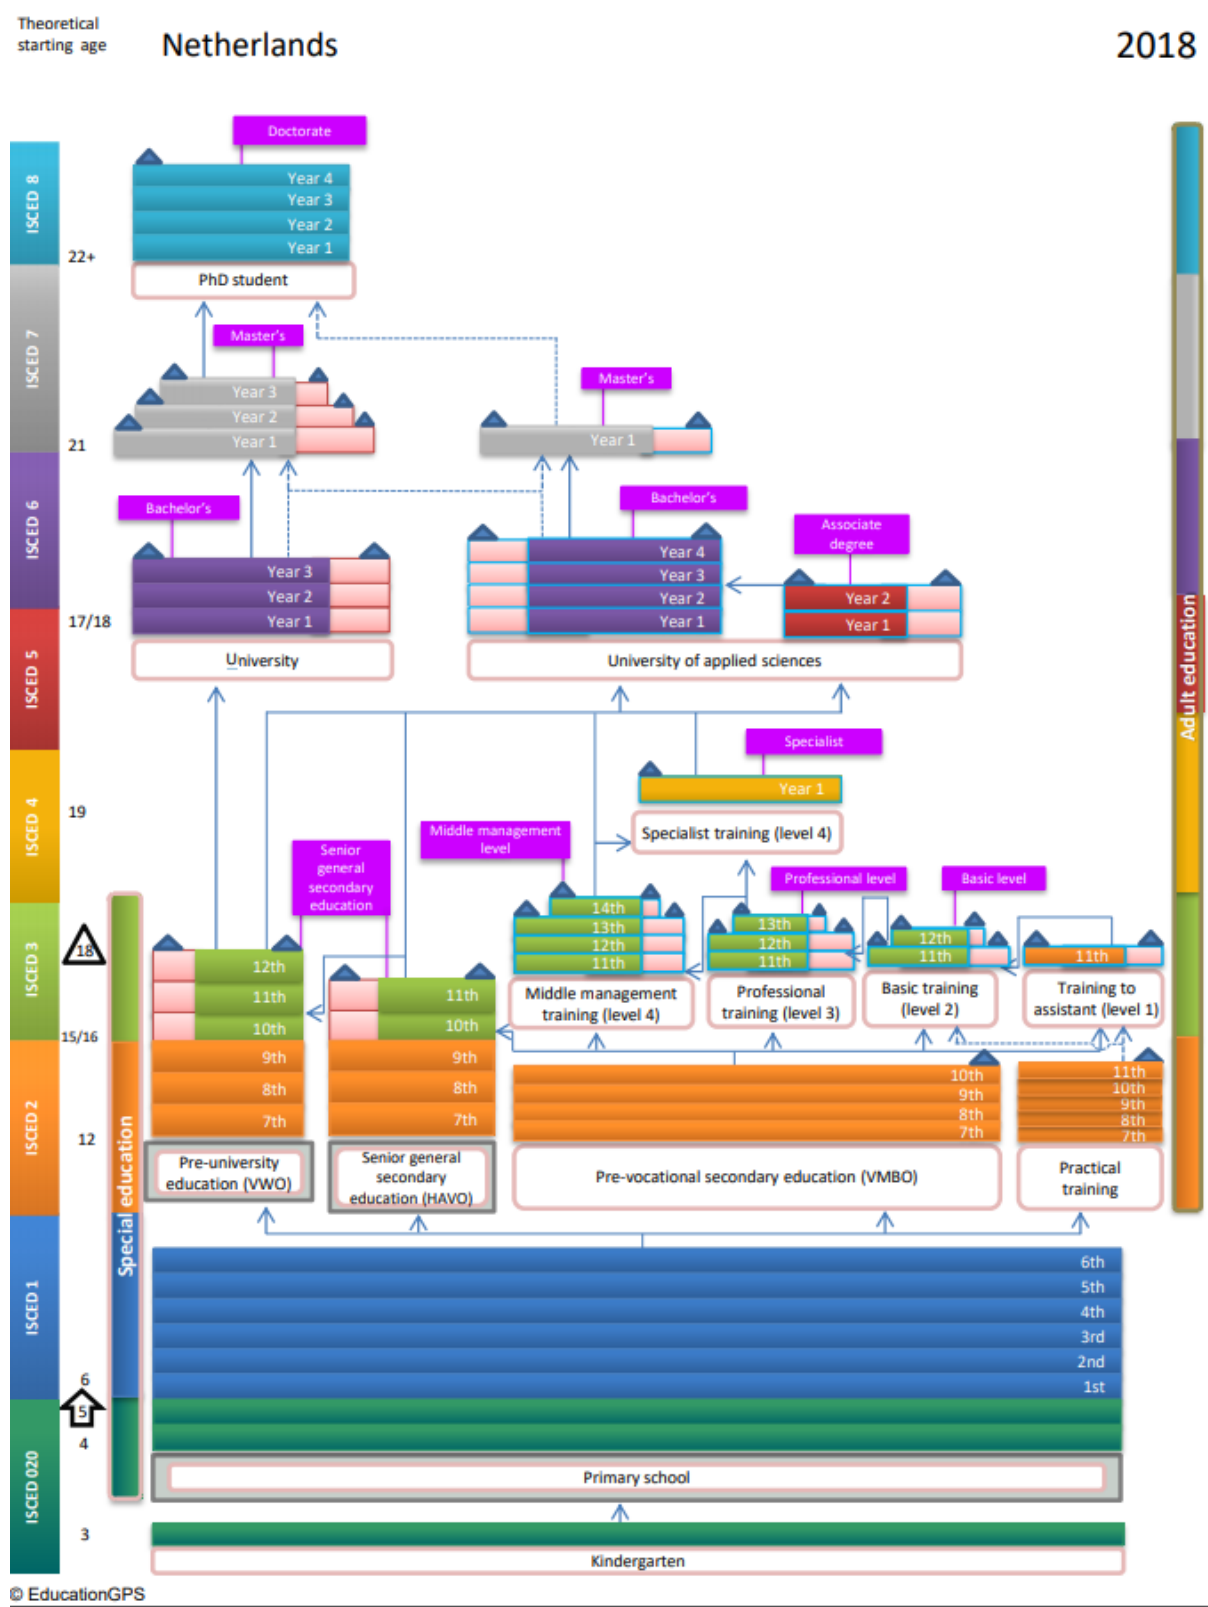 Theoretical
starting age
Netherlands
2018
Doctorate
Year 4
Year 3
Year 2
Year 1
ISCED 8
22+
PhD student
Master's
Year 3
Year 2
Year 1
Master's
Year 1
ISCED 7
21
Bachelor's
Year 3
Year 2
Year 1
Bachelor's
Year 4
Year 3
Year 2
Year 1
Associate
degree
Year 2
Year 1
ISCED 6
17/18
University
University of applied sciences
ISCED 5
Adult education
Specialist
Year 1
19
Specialist training (level 4)
ISCED 4
Middle management
level
Senior
general
secondary
education
Professional level
Basic level
18
ISCED 3
12th
11th
10th
11th
10th
14th
13th
12th
11th
13th
12th
11th
12th
11th
11th
Middle management
training (level 4)
Professional
training (level 3)
Basic training
(level 2)
Training to
assistant (level 1)
15/16
9th
8th
7th
9th
8th
7th
10th
9th
8th
7th
11th
10th
9th
8th
7th
ISCED 2
12
Special education
Pre-university
education (VWO)
Senior general
secondary
education (HAVO)
Pre-vocational secondary education (VMBO)
Practical
training
ISCED 1
6th
5th
4th
3rd
2nd
1st
6
5
4
ISCED 020
Primary school
3
Kindergarten
© EducationGPS